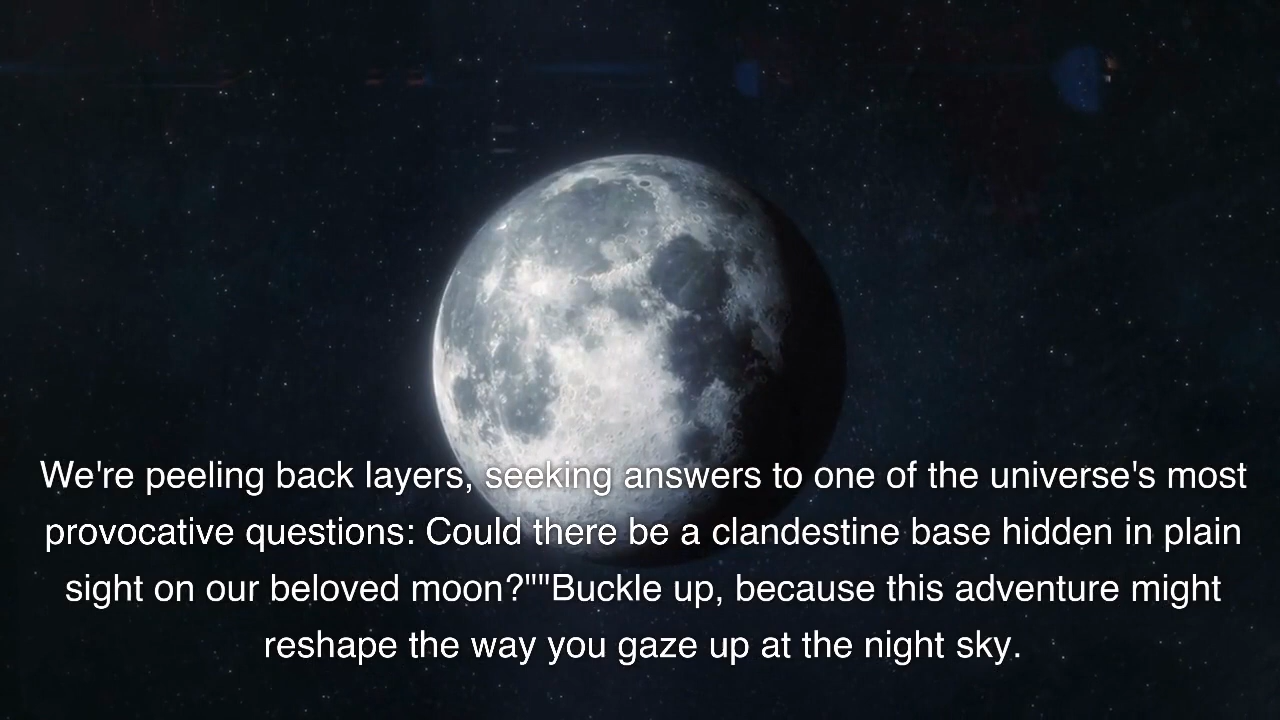 We're peeling back layers, seeking answers to one of the universe's most
provocative questions: Could there be a clandestine base hidden in plain
sight on our beloved moon?""Buckle up, because this adventure might
reshape the way you gaze up at the night sky.